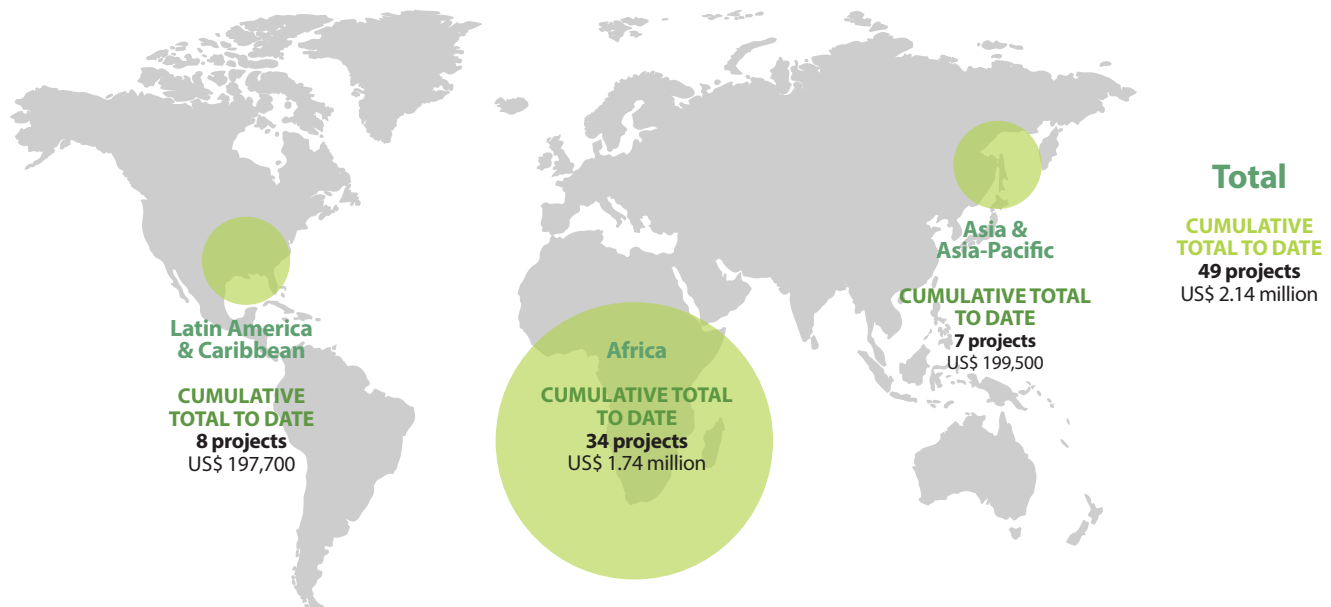 Latin America
& Caribbean
CUMULATIVE
TOTAL TO DATE
8 projects
US$ 197,700
Africa
CUMULATIVE TOTAL
TO DATE
34 projects
US$ 1.74 million
Asia &
Asia-Pacific
CUMULATIVE TOTAL
TO DATE
7 projects
US$ 199,500
Total
CUMULATIVE
TOTAL TO DATE
49 projects
US$ 2.14 million